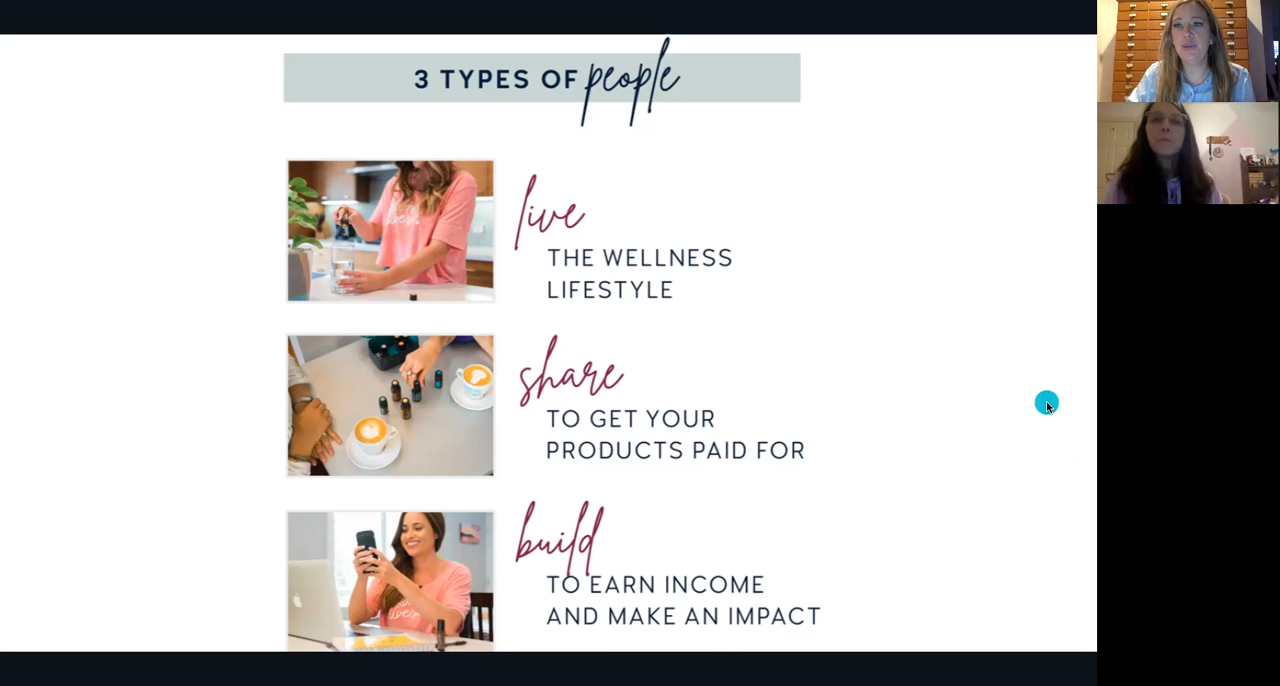 3 TYPES OF people
live
THE WELLNESS
LIFESTYLE
share
TO GET YOUR
PRODUCTS PAID FOR
build
TO EARN INCOME
AND MAKE AN IMPACT